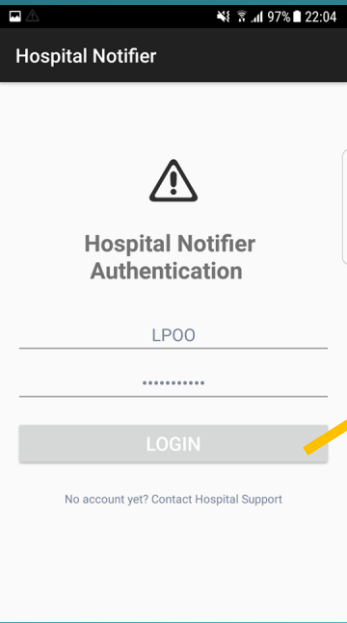 97% 22:04
Hospital Notifier
Hospital Notifier
Authentication
LPOO
•••••••••••
LOGIN
No account yet? Contact Hospital Support